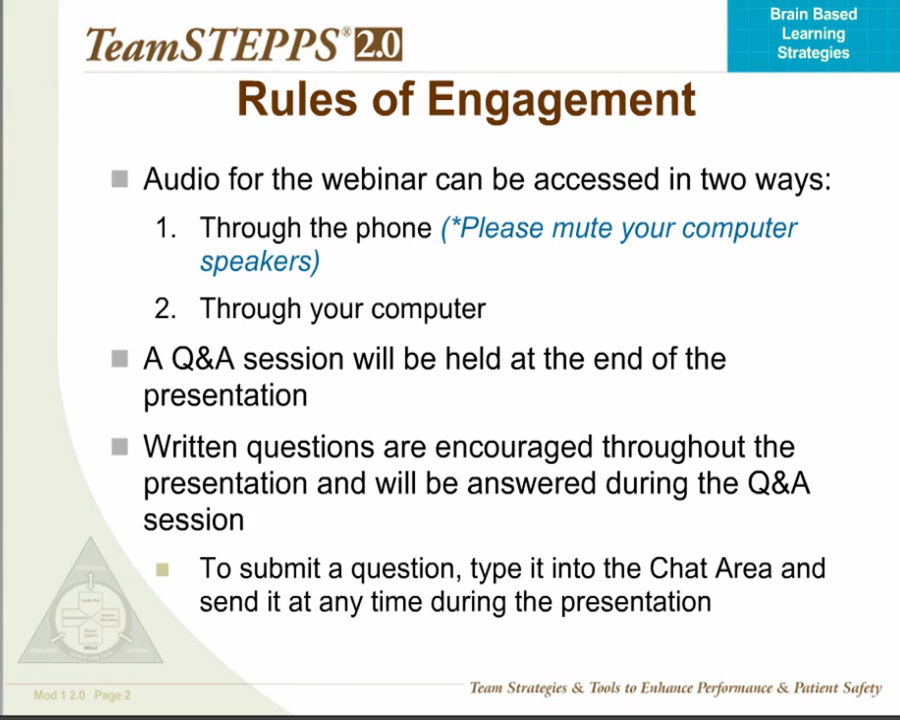 TeamSTEPPS® 2.0
Brain Based
Learning
Strategies
Rules of Engagement
Audio for the webinar can be accessed in two ways:
1. Through the phone (*Please mute your computer
speakers)
2. Through your computer
A Q&A session will be held at the end of the
presentation
Written questions are encouraged throughout the
presentation and will be answered during the Q&A
session
To submit a question, type it into the Chat Area and
send it at any time during the presentation
Mod 1 2.0 Page 2
Team Strategies & Tools to Enhance Performance & Patient Safety